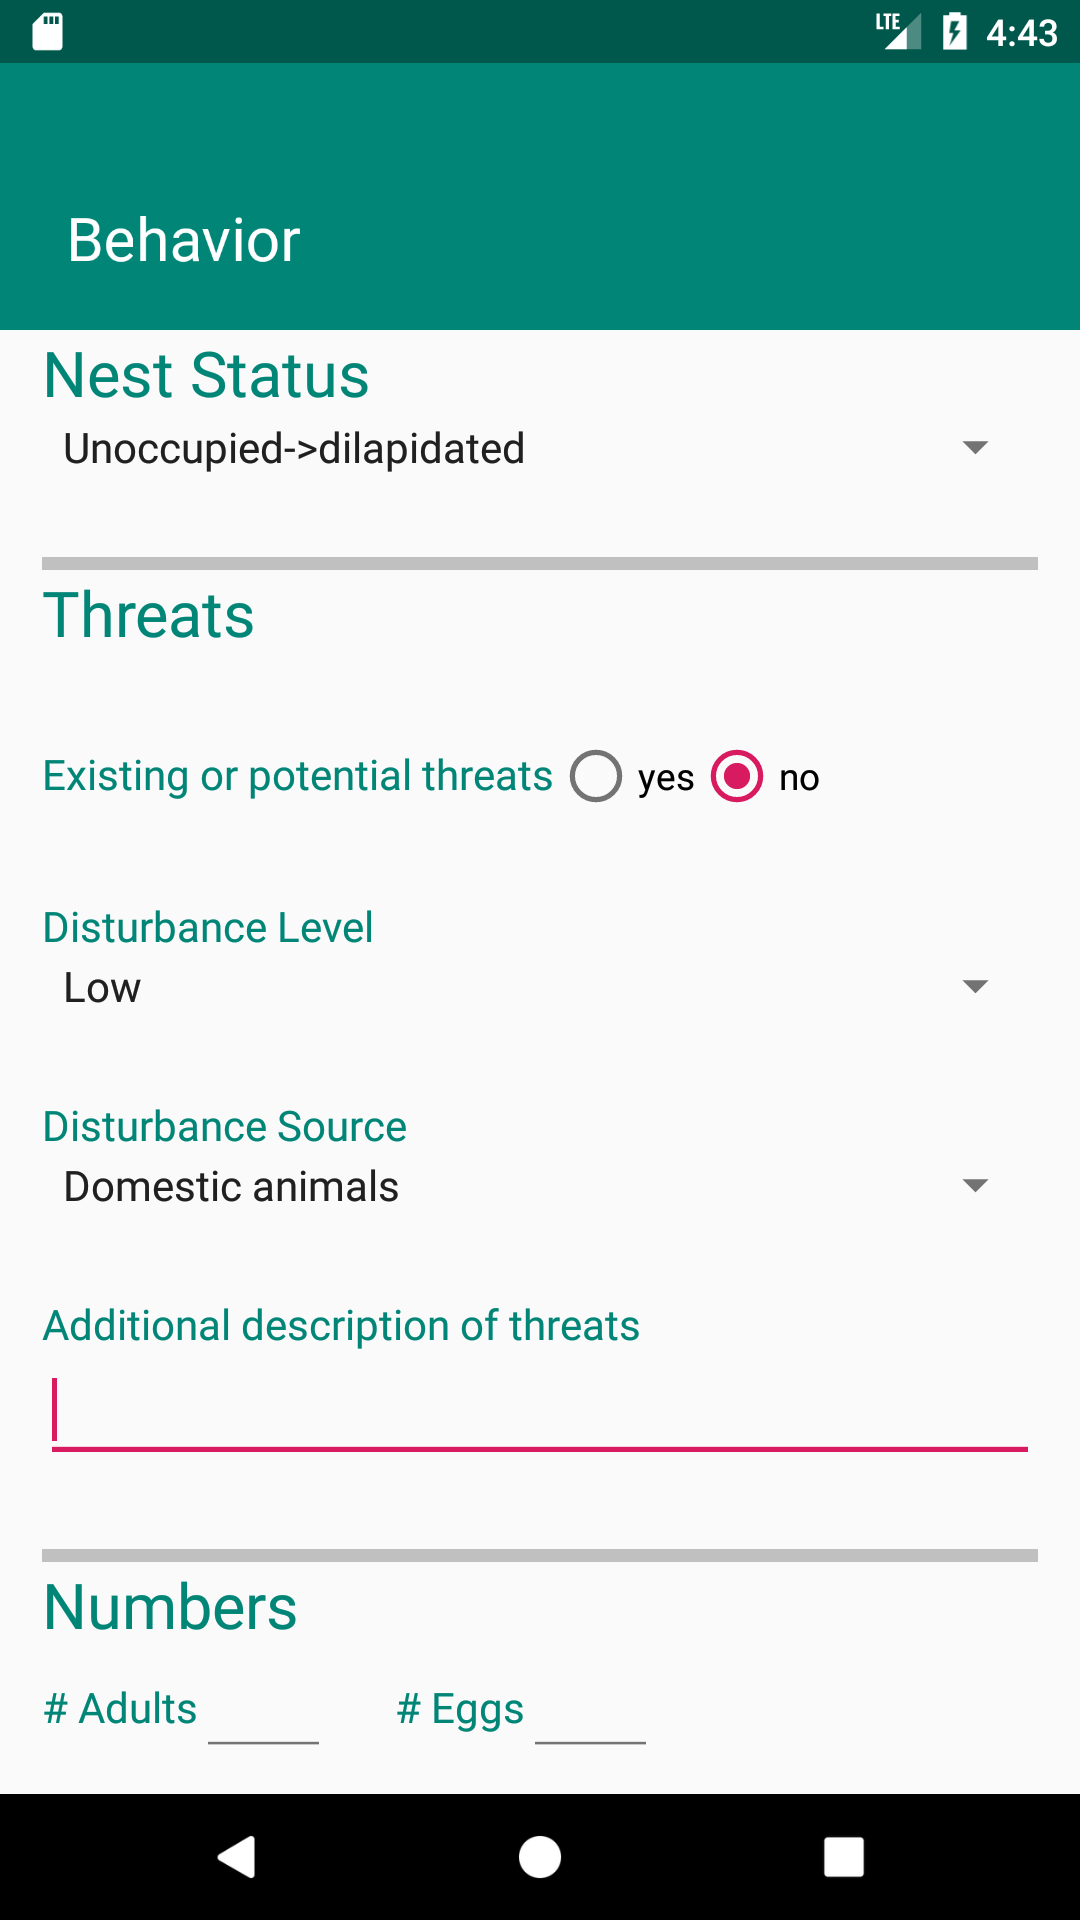 LTE 4:43
Behavior
Nest Status
Unoccupied->dilapidated
Threats
Existing or potential threats yes no
Disturbance Level
Low
Disturbance Source
Domestic animals
Additional description of threats
Numbers
# Adults # Eggs